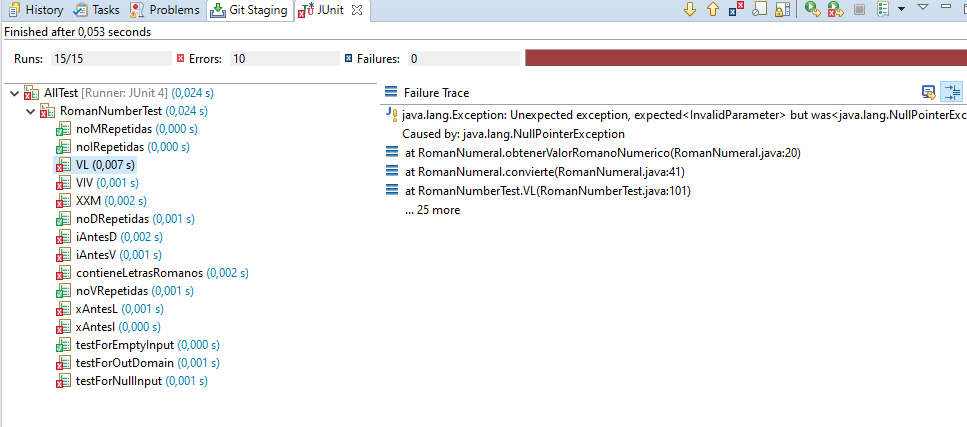 History Tasks Problems Git Staging JUnit
Finished after 0,053 seconds
Runs: 15/15 Errors: 10 Failures: 0
AllTest [Runner: JUnit 4] (0,024 s)
RomanNumberTest (0,024 s)
noMRepetidas (0,000 s)
noIRepetidas (0,000 s)
VL (0,007 s)
VIV (0,001 s)
XXM (0,002 s)
noDRepetidas (0,001 s)
iAntesD (0,002 s)
iAntesV (0,001 s)
contieneLetrasRomanos (0,002 s)
noVRepetidas (0,001 s)
xAntesL (0,001 s)
xAntesI (0,000 s)
testForEmptyInput (0,000 s)
testForOutDomain (0,001 s)
testForNullInput (0,001 s)
Failure Trace
java.lang.Exception: Unexpected exception, expected<InvalidParameter> but was<java.lang.NullPointerExc
Caused by: java.lang.NullPointerException
at RomanNumeral.obtenerValorRomanoNumerico(RomanNumeral.java:20)
at RomanNumeral.convierte(RomanNumeral.java:41)
at RomanNumberTest.VL(RomanNumberTest.java:101)
... 25 more